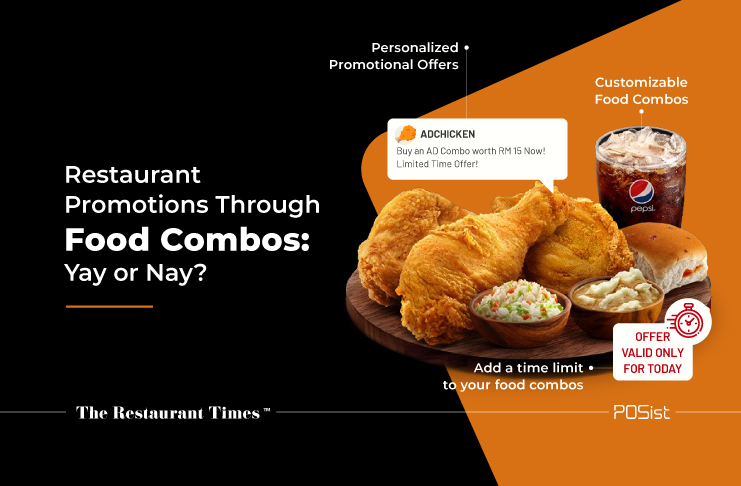 Restaurant
Promotions Through
Food Combos:
Yay or Nay?
Personalized
Promotional Offers
Customizable
Food Combos
ADCHICKEN
Buy an AD Combo worth RM 15 Now!
Limited Time Offer!
pepsi.
OFFER
VALID ONLY
FOR TODAY
Add a time limit
to your food combos
The Restaurant Times™
POSist